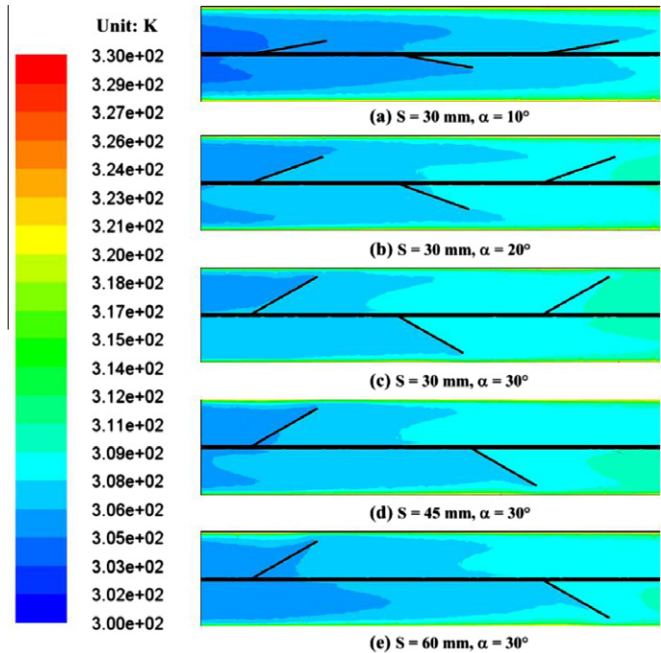 Unit: K
3.30e+02
3.29e+02
3.27e+02
3.26e+02
3.24e+02
3.23e+02
3.21e+02
3.20e+02
3.18e+02
3.17e+02
3.15e+02
3.14e+02
3.12e+02
3.11e+02
3.09e+02
3.08e+02
3.06e+02
3.05e+02
3.03e+02
3.02e+02
3.00e+02
(a) S = 30 mm, α = 10°
(b) S = 30 mm, α = 20°
(c) S = 30 mm, α = 30°
(d) S = 45 mm, α = 30°
(e) S = 60 mm, α = 30°